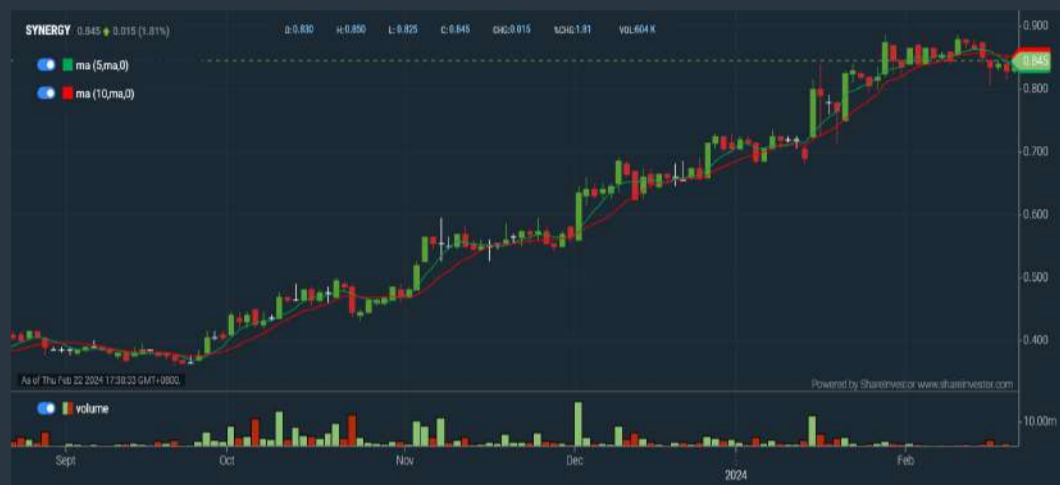 SYNERGY 0.845 0.015 (1.81%) O:0.830 H:0.850 L:0.825 C:0.845 CHG:0.015 %CHG:1.81 VOL:604 K
ma (5,ma,0)
ma (10,ma,0)
0.900
0.845
0.800
0.700
0.600
0.500
0.400
As of Thu Feb 22 2024 17:38:33 GMT+0800.
Powered by ShareInvestor www.shareinvestor.com
volume
10.00m
Sept Oct Nov Dec Feb
2024